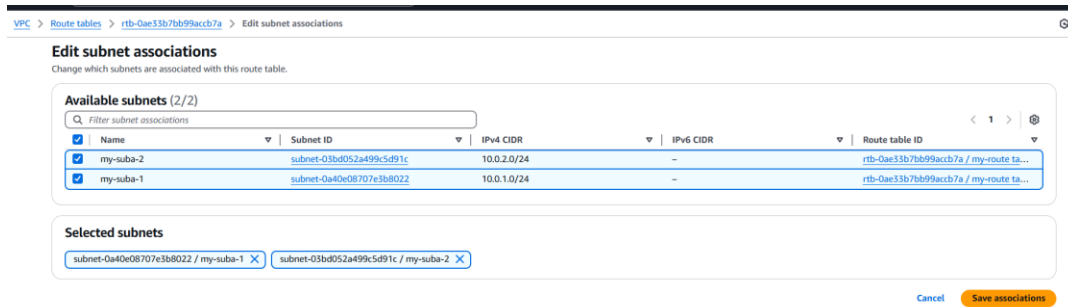 VPC > Route tables > rtb-0ae33b7bb99accb7a > Edit subnet associations
Edit subnet associations
Change which subnets are associated with this route table.
Available subnets (2/2)
Filter subnet associations
< 1 >
Name Subnet ID IPv4 CIDR IPv6 CIDR Route table ID
my-suba-2 subnet-03bd052a499c5d91c 10.0.2.0/24 – rtb-0ae33b7bb99accb7a / my-route ta...
my-suba-1 subnet-0a40e08707e3b8022 10.0.1.0/24 – rtb-0ae33b7bb99accb7a / my-route ta...
Selected subnets
subnet-0a40e08707e3b8022 / my-suba-1 X subnet-03bd052a499c5d91c / my-suba-2 X
Cancel Save associations